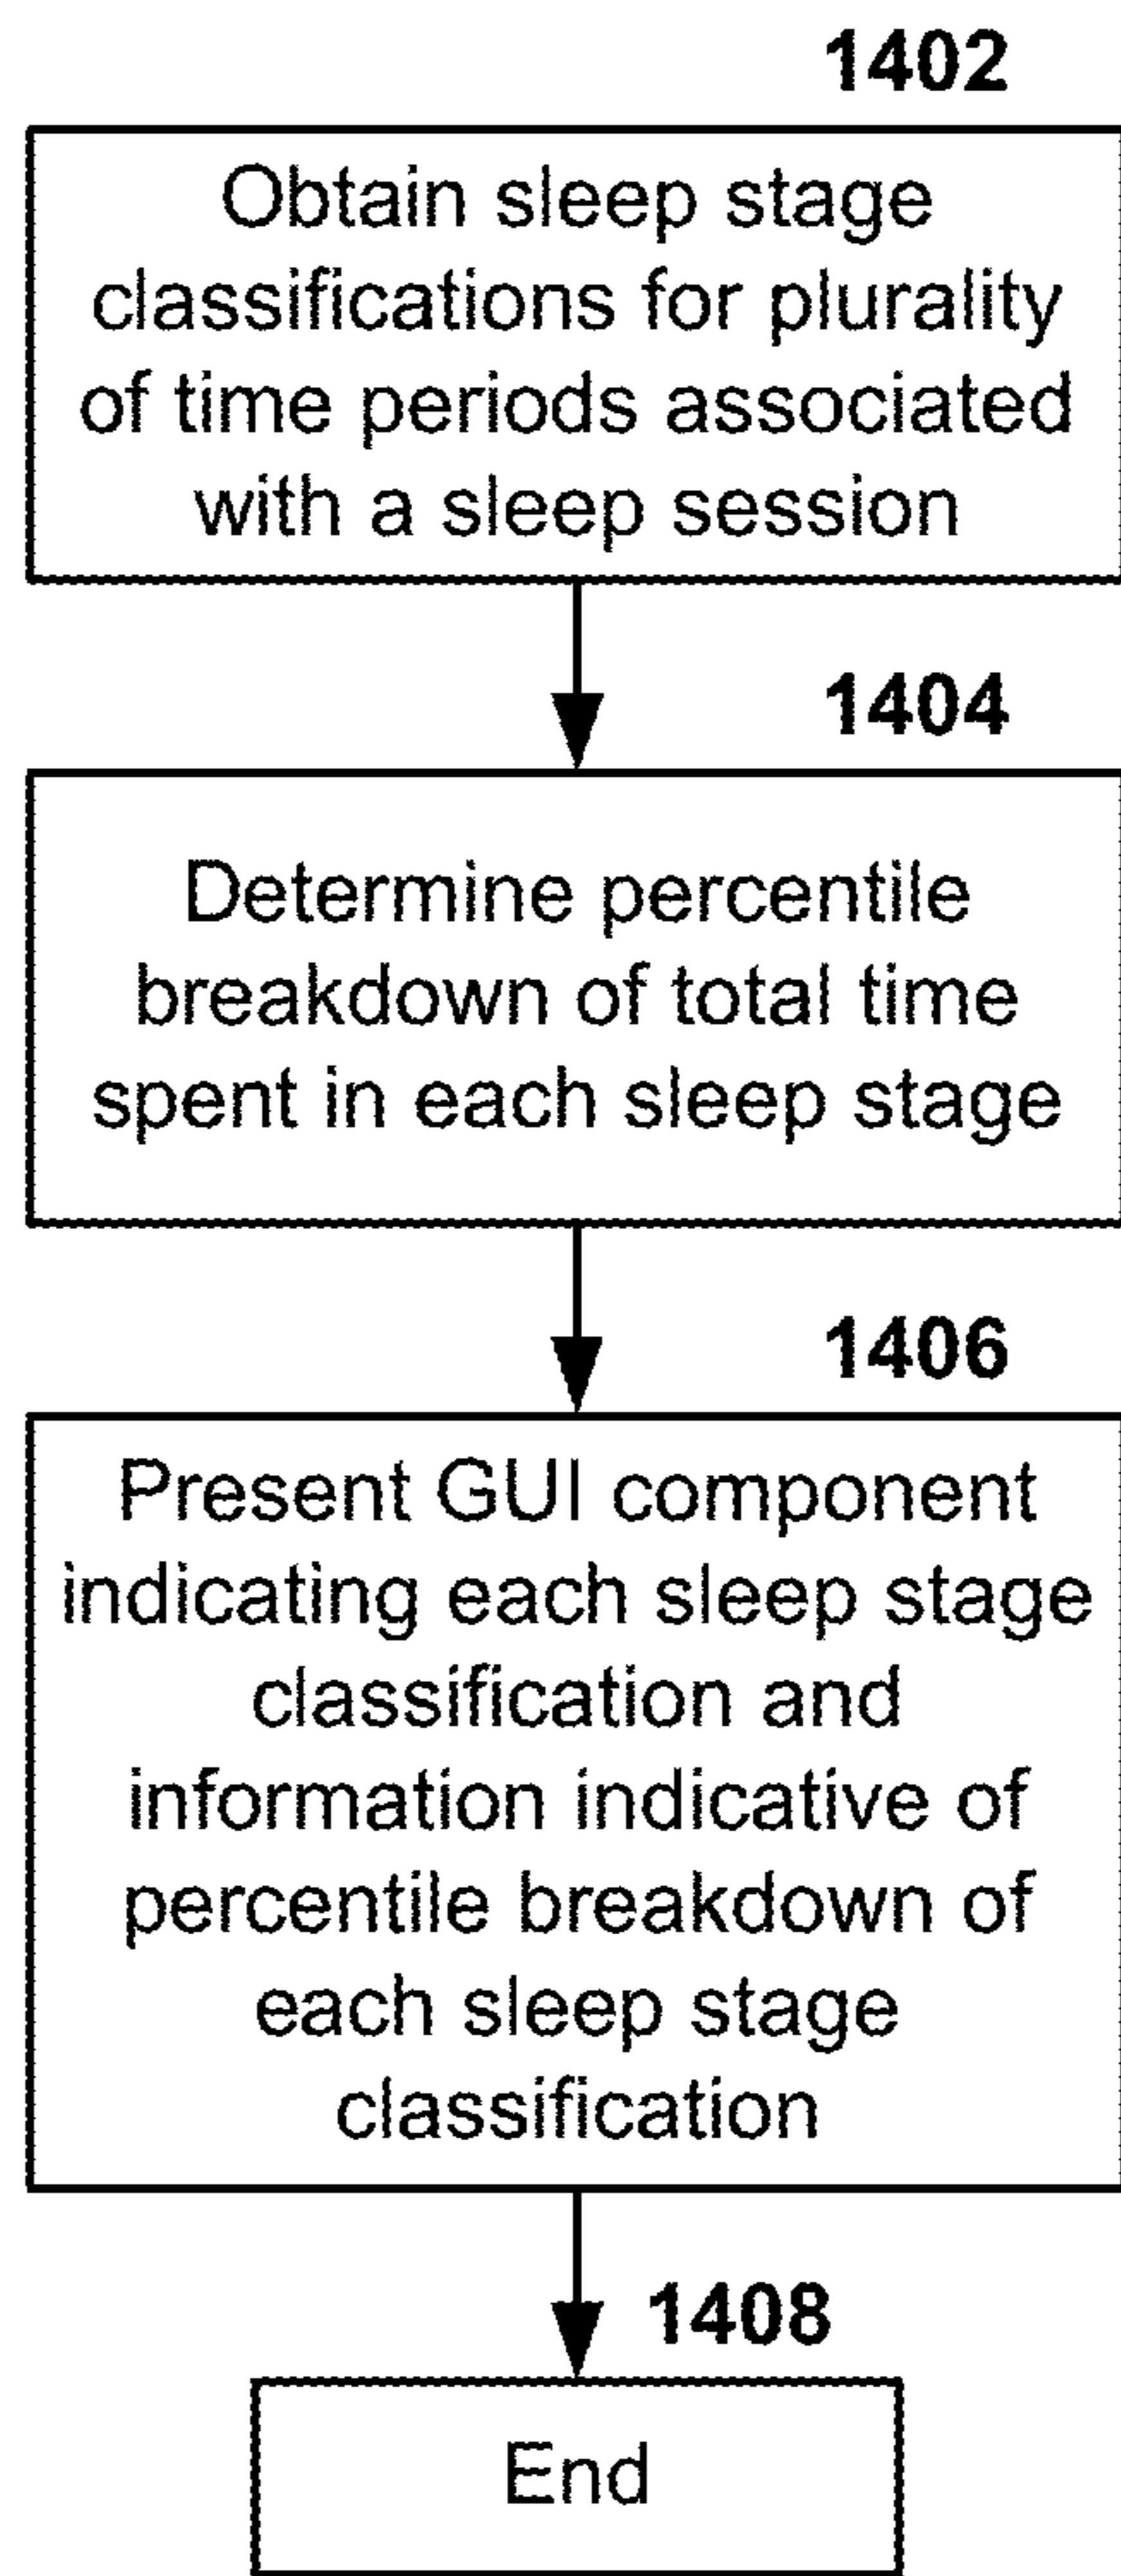 1402
Obtain sleep stage
classifications for plurality
of time periods associated
with a sleep session
1404
Determine percentile
breakdown of total time
spent in each sleep stage
1406
Present GUI component
indicating each sleep stage
classification and
information indicative of
percentile breakdown of
each sleep stage
classification
1408
End